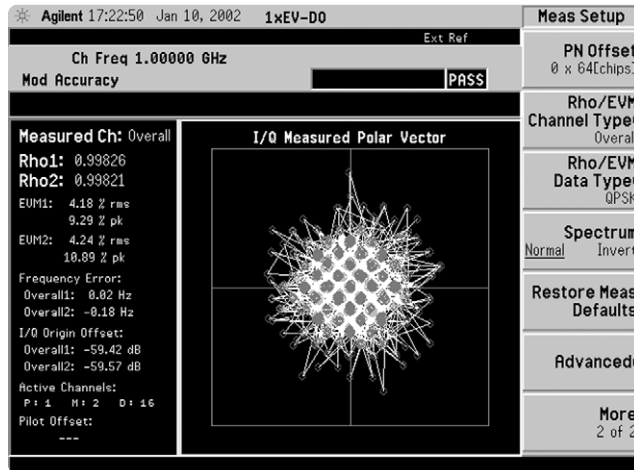 Agilent 17:22:50 Jan 10, 2002 1xEV-DO
Meas Setup
Ext Ref
Ch Freq 1.00000 GHz
Mod Accuracy
PASS
Measured Ch: Overall
Rho1: 0.99826
Rho2: 0.99821
EVM1: 4.18 % rms
9.29 % pk
EVM2: 4.24 % rms
10.89 % pk
Frequency Error:
Overall1: 0.02 Hz
Overall2: -0.18 Hz
I/Q Origin Offset:
Overall1: -59.42 dB
Overall2: -59.57 dB
Active Channels:
P: 1 M: 2 D: 16
Pilot Offset:
---
I/Q Measured Polar Vector
PN Offset
0 x 64[chips]
Rho/EVM
Channel Type
Overal
Rho/EVM
Data Type
QPSK
Spectrum
Normal Invert
Restore Meas
Defaults
Advanced
More
2 of 2